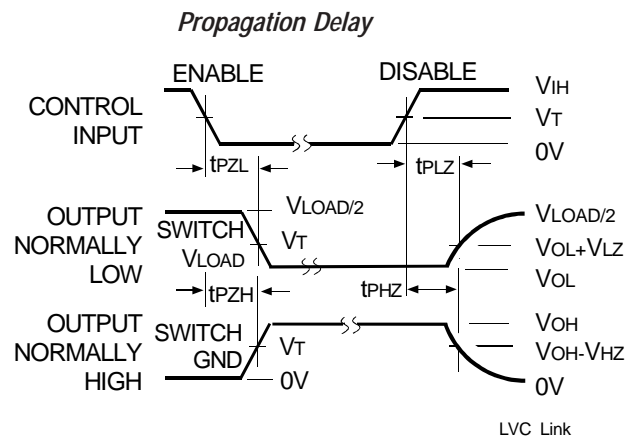 Propagation Delay
ENABLE
DISABLE
CONTROL
INPUT
VIH
VT
0V
tPZL
tPLZ
OUTPUT
NORMALLY
LOW
SWITCH
VLOAD
VLOAD/2
VT
VLOAD/2
VOL+VLZ
VOL
tPZH
tPHZ
OUTPUT
NORMALLY
HIGH
SWITCH
GND
VT
0V
VOH
VOH-VHZ
0V
LVC Link